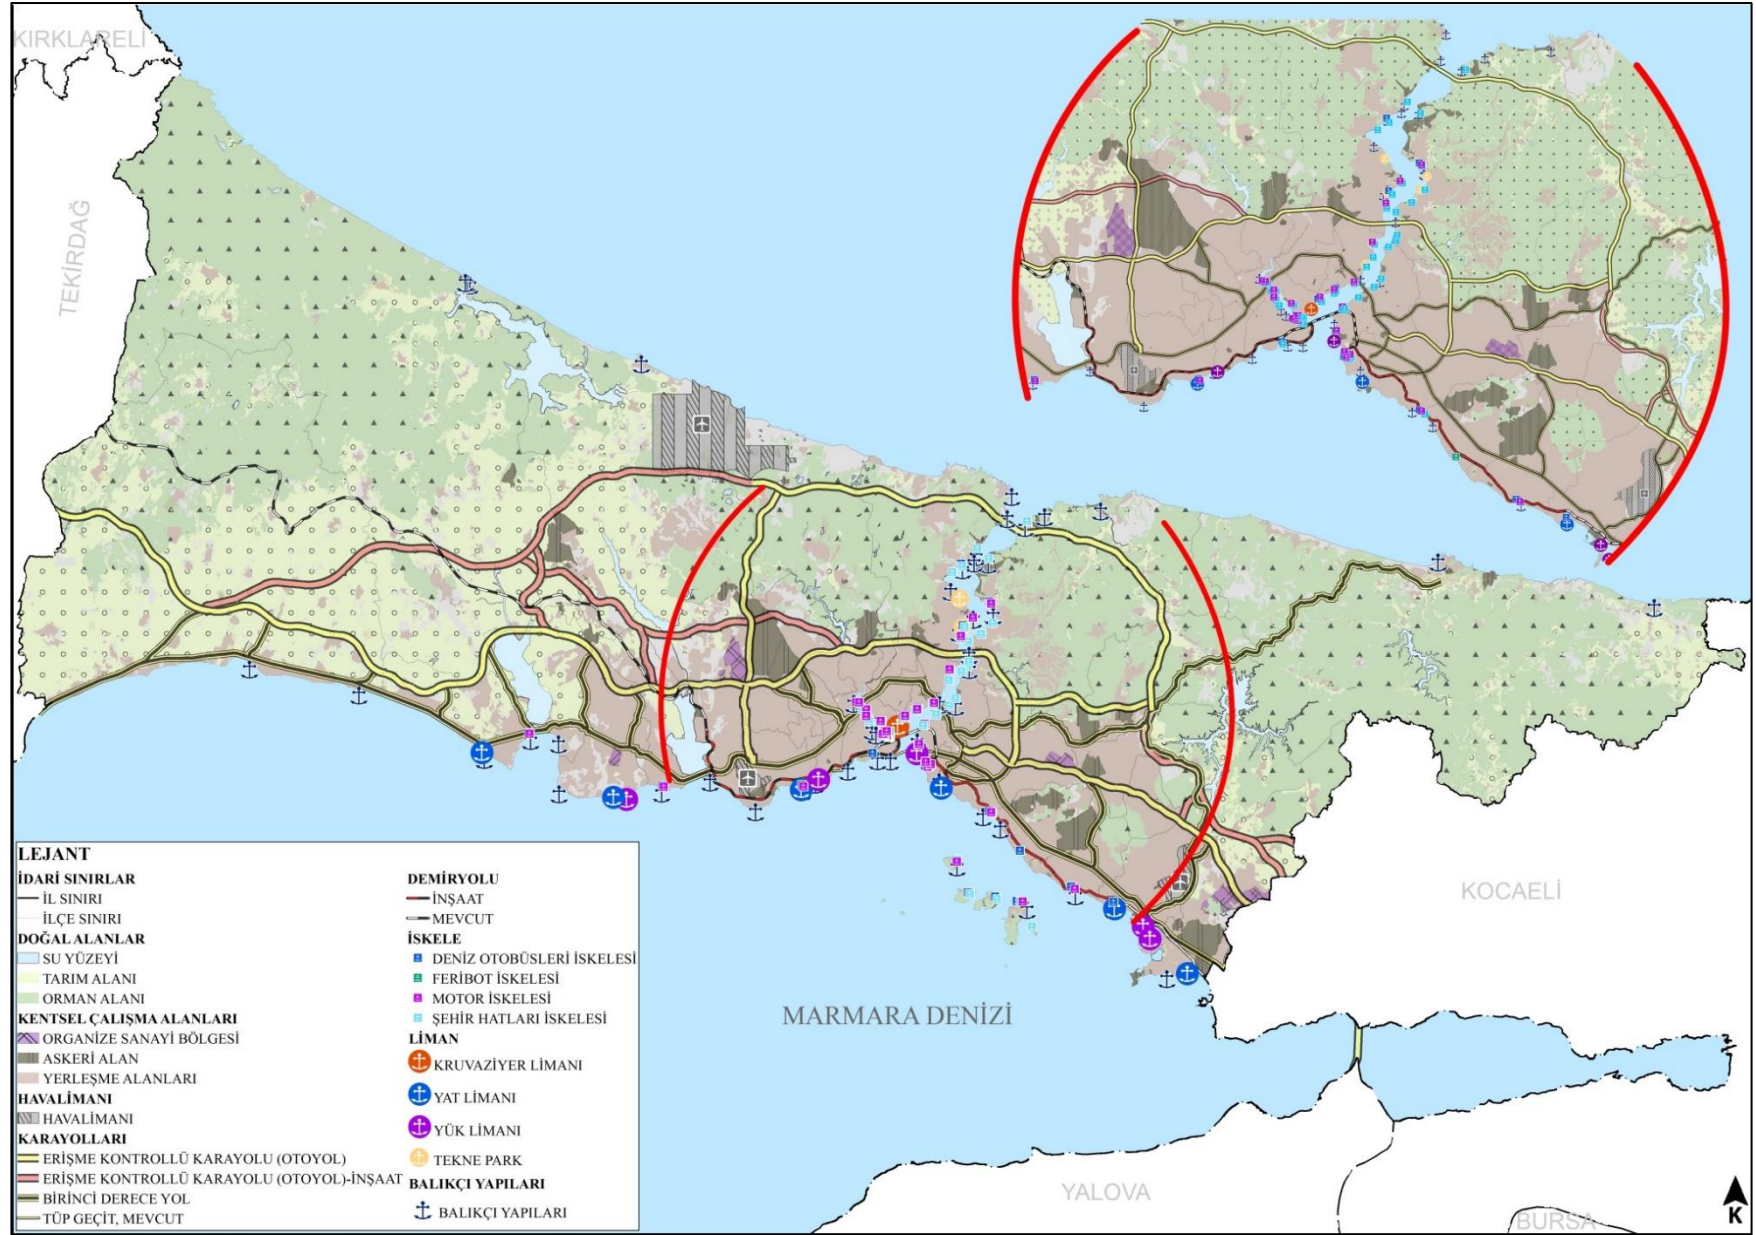 KIRKLARELİ
TEKİRDAĞ
KOCAELİ
MARMARA DENİZİ
YALOVA
BURSA
K
LEJANT
İDARİ SINIRLAR
İL SINIRI
İLÇE SINIRI
DOĞAL ALANLAR
SU YÜZEYİ
TARIM ALANI
ORMAN ALANI
KENTSEL ÇALIŞMA ALANLARI
ORGANİZE SANAYİ BÖLGESİ
ASKERİ ALAN
YERLEŞME ALANLARI
HAVALİMANI
HAVALİMANI
KARAYOLLARI
ERİŞME KONTROLLÜ KARAYOLU (OTOYOL)
ERİŞME KONTROLLÜ KARAYOLU (OTOYOL)-İNŞAAT
BİRİNCİ DERECE YOL
TÜP GEÇİT, MEVCUT
DEMİRYOLU
İNŞAAT
MEVCUT
İSKELE
DENİZ OTOBÜSLERİ İSKELESİ
FERİBOT İSKELESİ
MOTOR İSKELESİ
ŞEHİR HATLARI İSKELESİ
LİMAN
KRUVAZİYER LİMANI
YAT LİMANI
YÜK LİMANI
TEKNE PARK
BALIKÇI YAPILARI
BALIKÇI YAPILARI